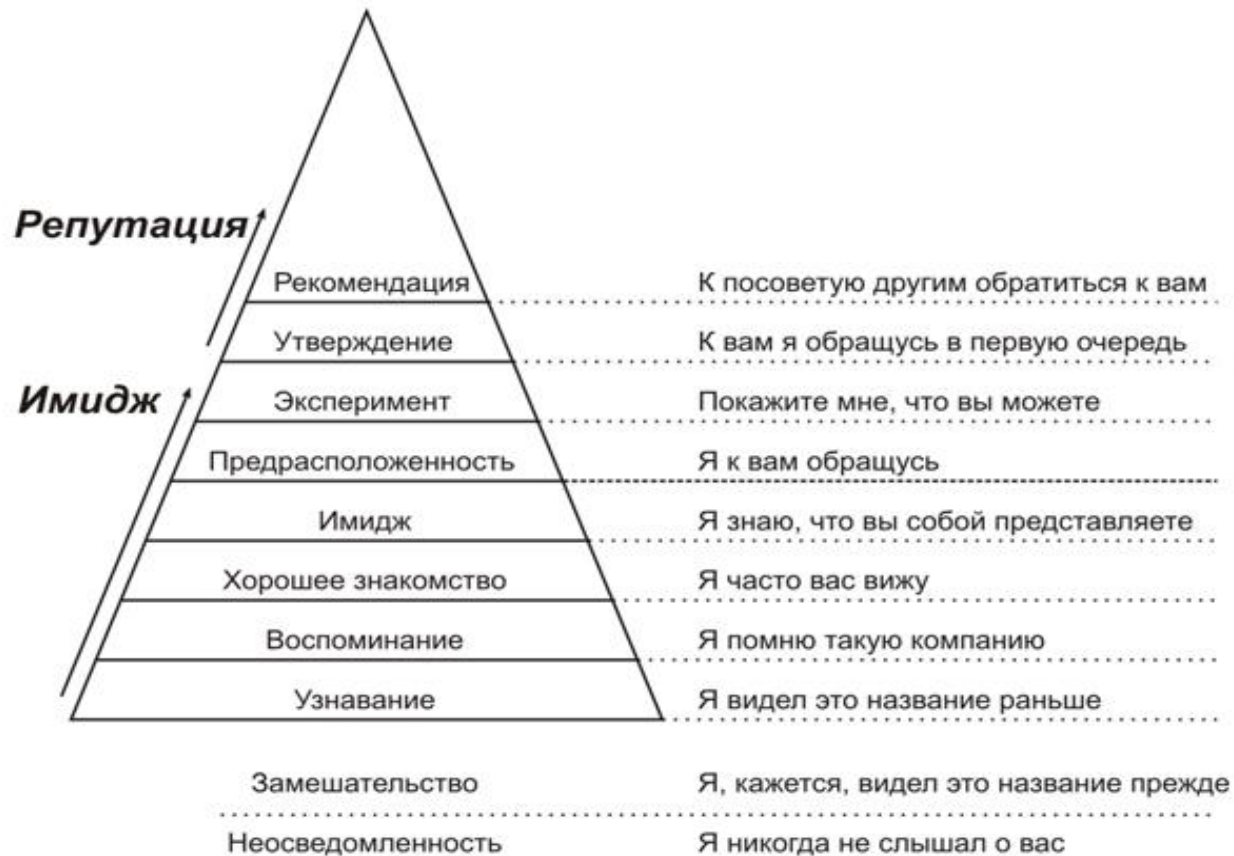 Репутация
Рекомендация К посоветую другим обратиться к вам
Утверждение К вам я обращусь в первую очередь
Имидж
Эксперимент Покажите мне, что вы можете
Предрасположенность Я к вам обращусь
Имидж Я знаю, что вы собой представляете
Хорошее знакомство Я часто вас вижу
Воспоминание Я помню такую компанию
Узнавание Я видел это название раньше
Замешательство Я, кажется, видел это название прежде
Неосведомленность Я никогда не слышал о вас